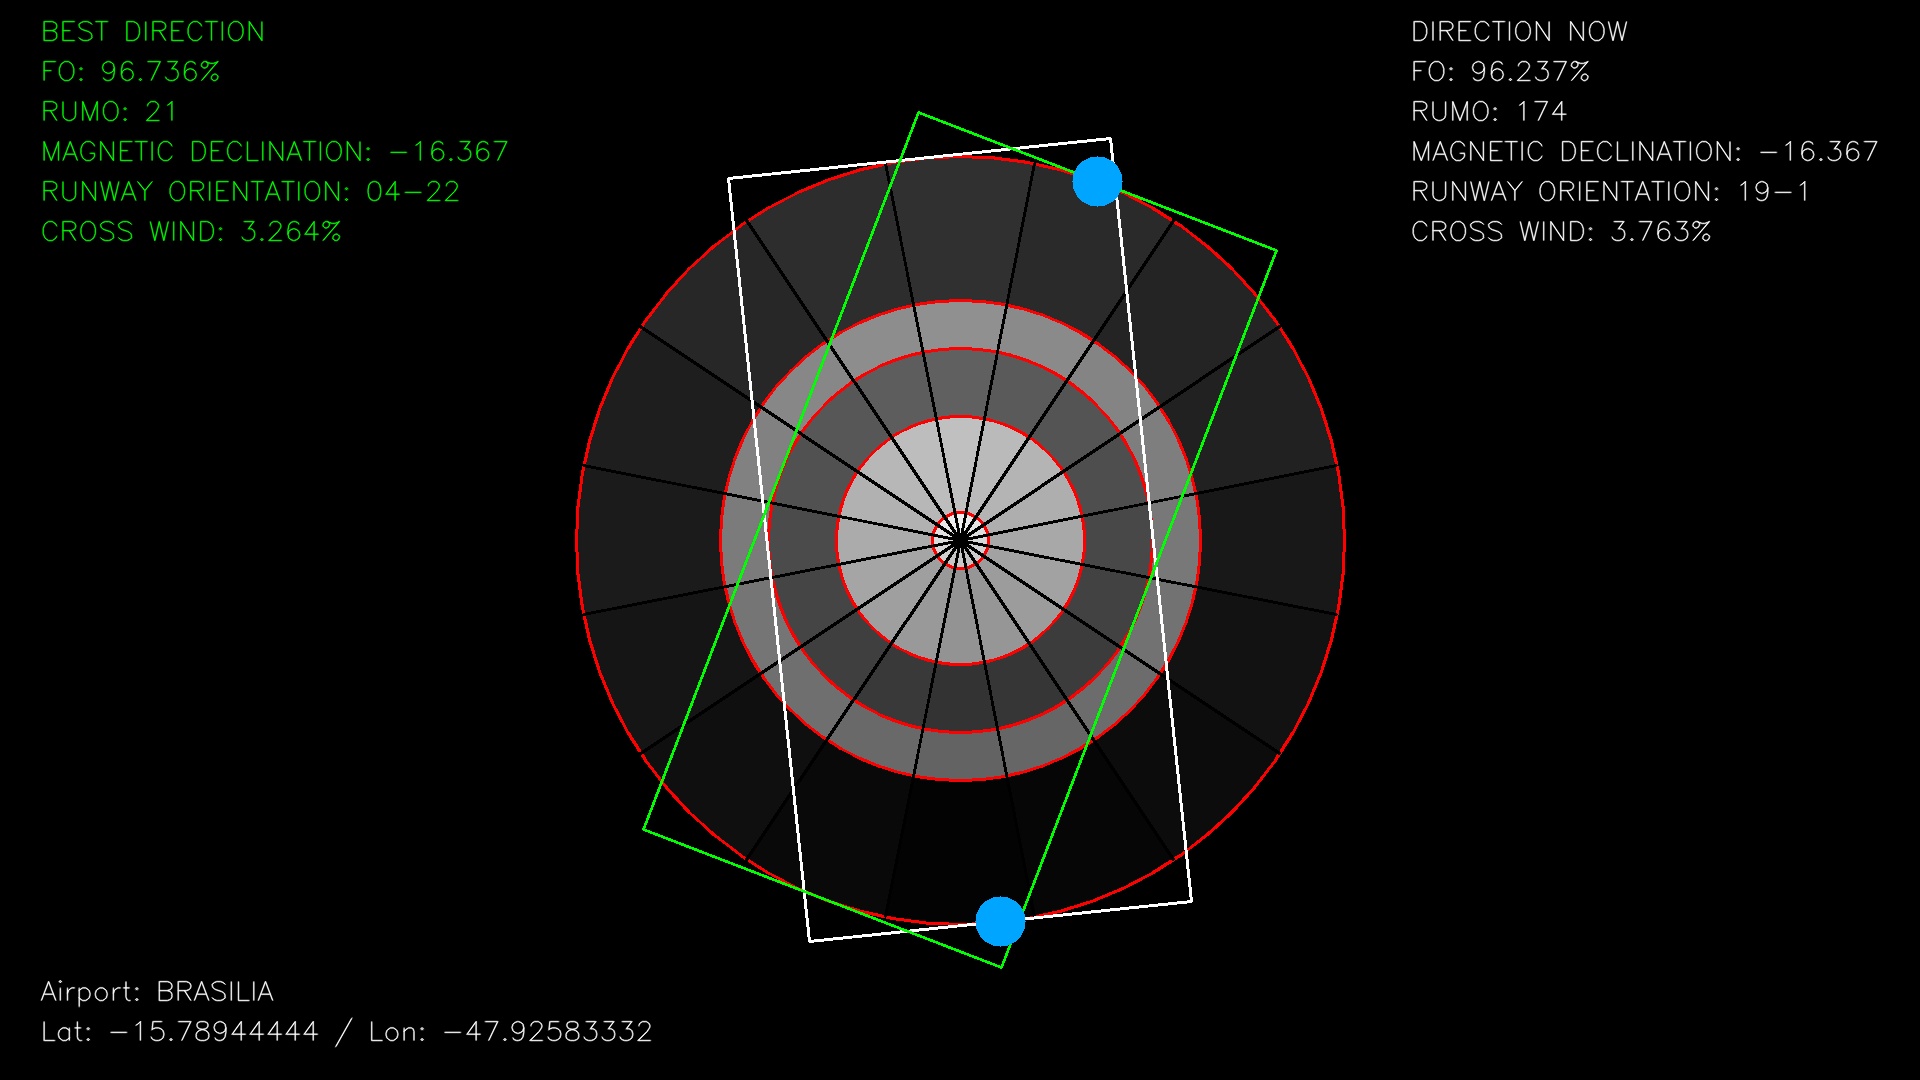 BEST DIRECTION
FO: 96.736%
RUMO: 21
MAGNETIC DECLINATION: -16.367
RUNWAY ORIENTATION: 04-22
CROSS WIND: 3.264%
DIRECTION NOW
FO: 96.237%
RUMO: 174
MAGNETIC DECLINATION: -16.367
RUNWAY ORIENTATION: 19-1
CROSS WIND: 3.763%
Airport: BRASILIA
Lat: -15.78944444 / Lon: -47.92583332